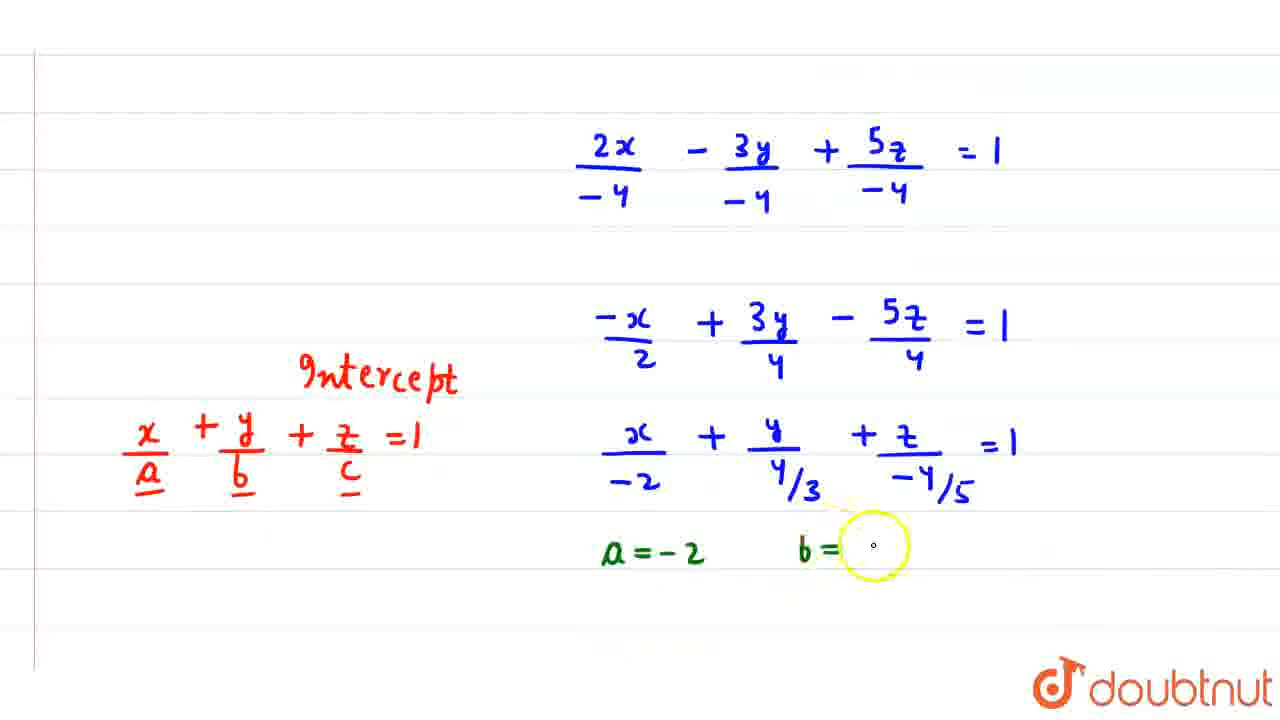 2x/-4 - 3y/-4 + 5z/-4 = 1
-x/2 + 3y/4 - 5z/4 = 1
Intercept
x/a + y/b + z/c = 1
x/-2 + y/4/3 + z/-4/5 = 1
a = -2 b =
doubtnut